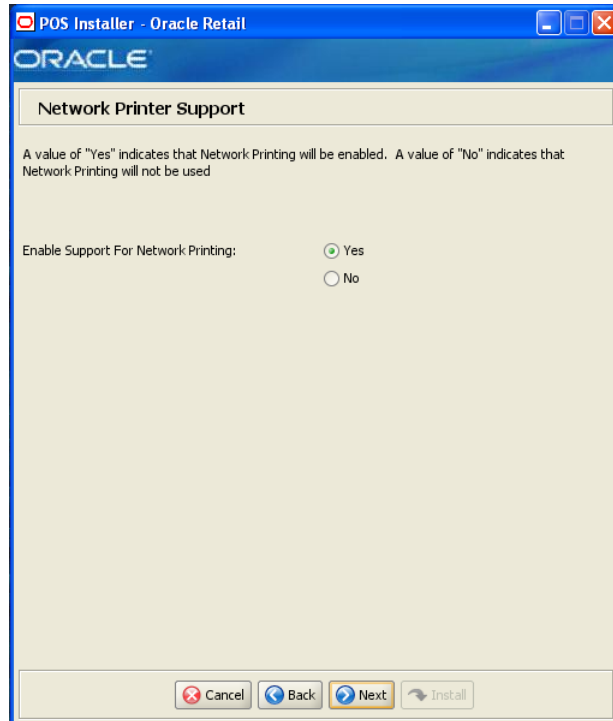 POS Installer - Oracle Retail
ORACLE
Network Printer Support
A value of "Yes" indicates that Network Printing will be enabled. A value of "No" indicates that
Network Printing will not be used
Enable Support For Network Printing:
Yes
No
Cancel
Back
Next
Install